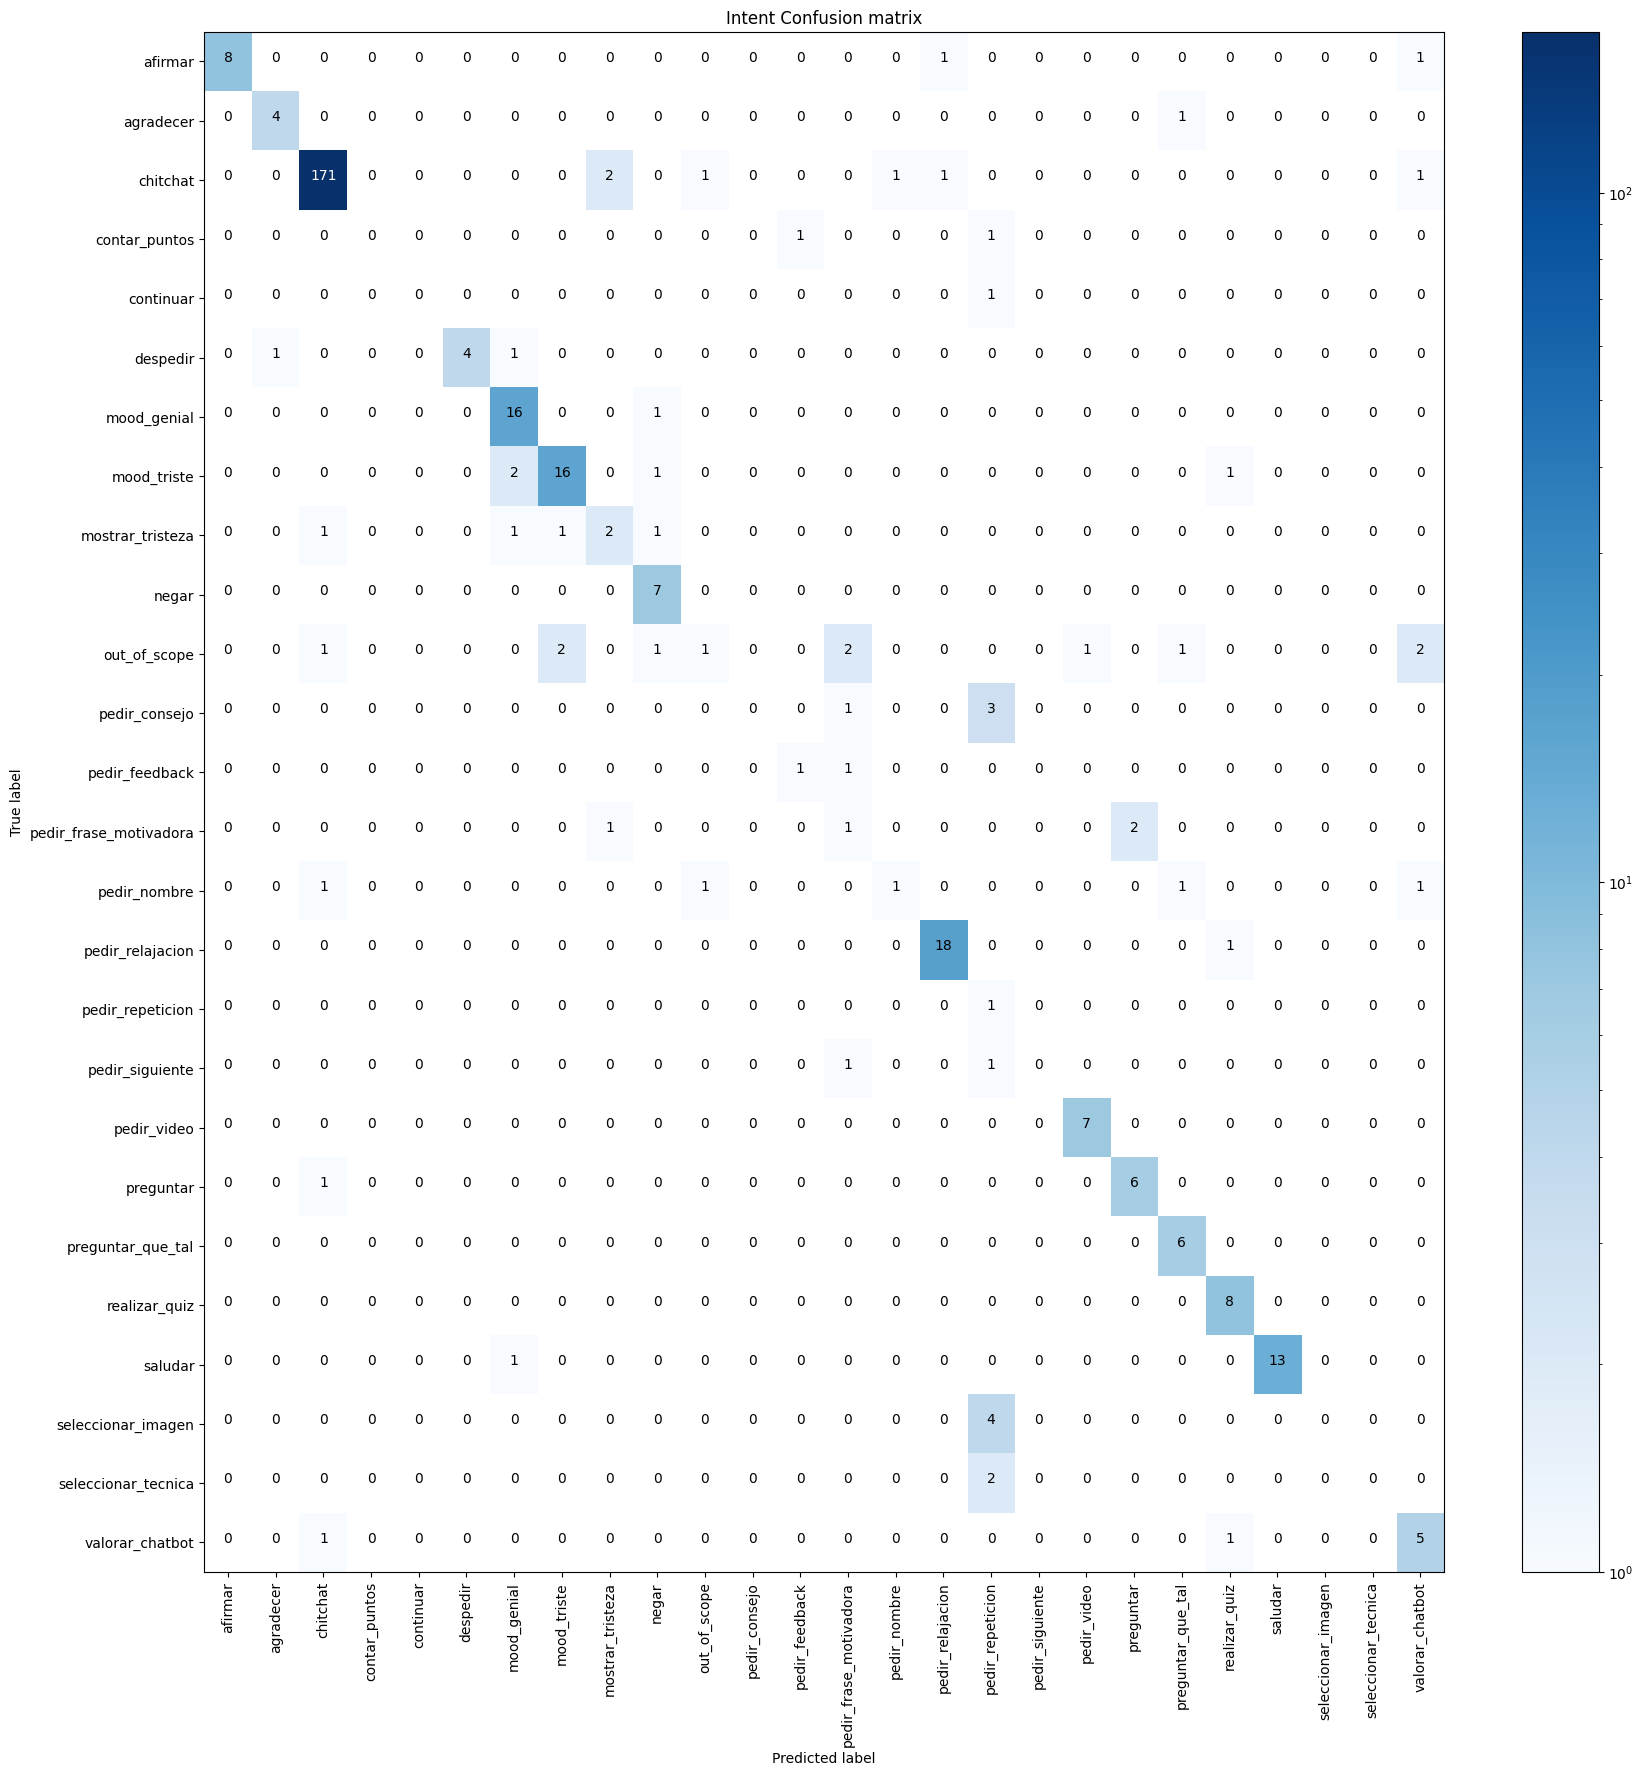 Intent Confusion matrix
afirmar 8 0 0 0 0 0 0 0 0 0 0 0 0 0 0 1 0 0 0 0 0 0 0 0 0 1
agradecer 0 4 0 0 0 0 0 0 0 0 0 0 0 0 0 0 0 0 0 0 1 0 0 0 0 0
chitchat 0 0 171 0 0 0 0 0 2 0 1 0 0 0 1 1 0 0 0 0 0 0 0 0 0 1
contar_puntos 0 0 0 0 0 0 0 0 0 0 0 0 1 0 0 0 1 0 0 0 0 0 0 0 0 0
continuar 0 0 0 0 0 0 0 0 0 0 0 0 0 0 0 0 1 0 0 0 0 0 0 0 0 0
despedir 0 1 0 0 0 4 1 0 0 0 0 0 0 0 0 0 0 0 0 0 0 0 0 0 0 0
mood_genial 0 0 0 0 0 0 16 0 0 1 0 0 0 0 0 0 0 0 0 0 0 0 0 0 0 0
mood_triste 0 0 0 0 0 0 2 16 0 1 0 0 0 0 0 0 0 0 0 0 0 1 0 0 0 0
mostrar_tristeza 0 0 1 0 0 0 1 1 2 1 0 0 0 0 0 0 0 0 0 0 0 0 0 0 0 0
negar 0 0 0 0 0 0 0 0 0 7 0 0 0 0 0 0 0 0 0 0 0 0 0 0 0 0
out_of_scope 0 0 1 0 0 0 0 2 0 1 1 0 0 2 0 0 0 0 1 0 1 0 0 0 0 2
pedir_consejo 0 0 0 0 0 0 0 0 0 0 0 0 0 1 0 0 3 0 0 0 0 0 0 0 0 0
pedir_feedback 0 0 0 0 0 0 0 0 0 0 0 0 1 1 0 0 0 0 0 0 0 0 0 0 0 0
pedir_frase_motivadora 0 0 0 0 0 0 0 0 1 0 0 0 0 1 0 0 0 0 0 2 0 0 0 0 0 0
pedir_nombre 0 0 1 0 0 0 0 0 0 0 1 0 0 0 1 0 0 0 0 0 1 0 0 0 0 1
pedir_relajacion 0 0 0 0 0 0 0 0 0 0 0 0 0 0 0 18 0 0 0 0 0 1 0 0 0 0
pedir_repeticion 0 0 0 0 0 0 0 0 0 0 0 0 0 0 0 0 1 0 0 0 0 0 0 0 0 0
pedir_siguiente 0 0 0 0 0 0 0 0 0 0 0 0 0 1 0 0 1 0 0 0 0 0 0 0 0 0
pedir_video 0 0 0 0 0 0 0 0 0 0 0 0 0 0 0 0 0 0 7 0 0 0 0 0 0 0
preguntar 0 0 1 0 0 0 0 0 0 0 0 0 0 0 0 0 0 0 0 6 0 0 0 0 0 0
preguntar_que_tal 0 0 0 0 0 0 0 0 0 0 0 0 0 0 0 0 0 0 0 0 6 0 0 0 0 0
realizar_quiz 0 0 0 0 0 0 0 0 0 0 0 0 0 0 0 0 0 0 0 0 0 8 0 0 0 0
saludar 0 0 0 0 0 0 1 0 0 0 0 0 0 0 0 0 0 0 0 0 0 0 13 0 0 0
seleccionar_imagen 0 0 0 0 0 0 0 0 0 0 0 0 0 0 0 0 4 0 0 0 0 0 0 0 0 0
seleccionar_tecnica 0 0 0 0 0 0 0 0 0 0 0 0 0 0 0 0 2 0 0 0 0 0 0 0 0 0
valorar_chatbot 0 0 1 0 0 0 0 0 0 0 0 0 0 0 0 0 0 0 0 0 0 1 0 0 0 5
True label
afirmar
agradecer
chitchat
contar_puntos
continuar
despedir
mood_genial
mood_triste
mostrar_tristeza
negar
out_of_scope
pedir_consejo
pedir_feedback
pedir_frase_motivadora
pedir_nombre
pedir_relajacion
pedir_repeticion
pedir_siguiente
pedir_video
preguntar
preguntar_que_tal
realizar_quiz
saludar
seleccionar_imagen
seleccionar_tecnica
valorar_chatbot
Predicted label
10²
10¹
10⁰